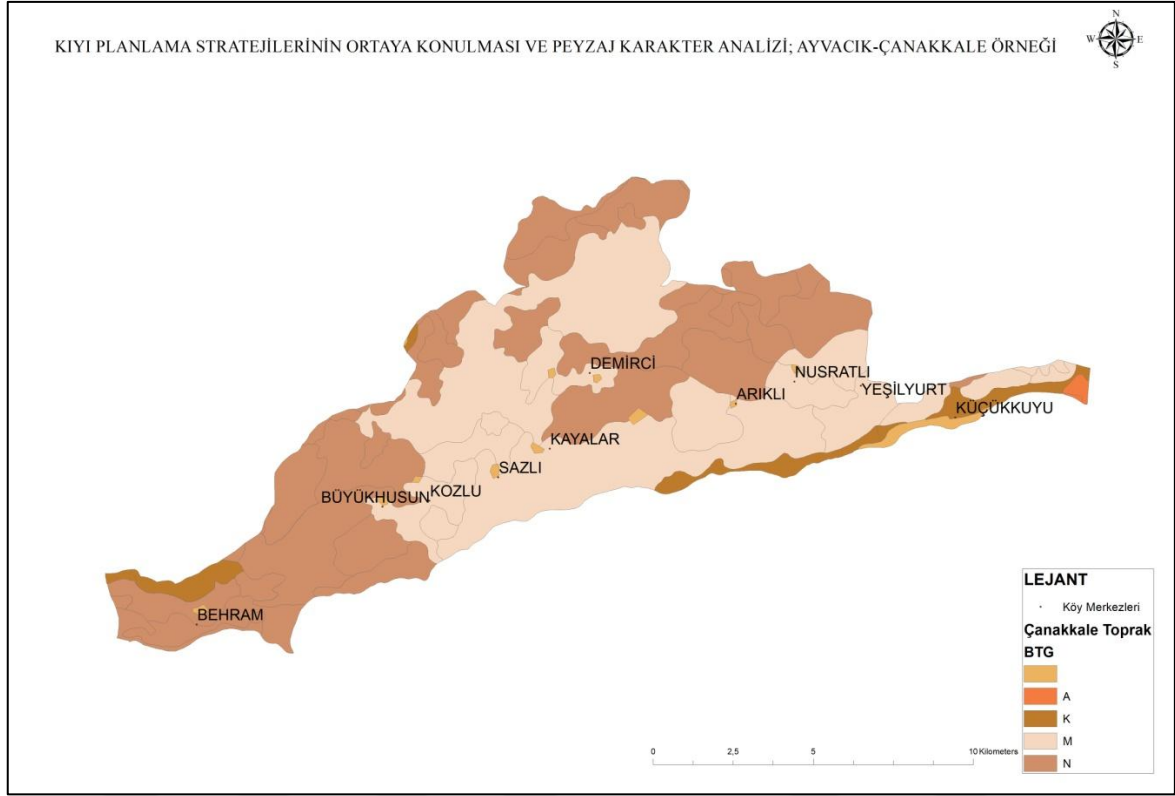 KIYI PLANLAMA STRATEJİLERİNİN ORTAYA KONULMASI VE PEYZAJ KARAKTER ANALİZİ; AYVACIK-ÇANAKKALE ÖRNEĞİ
N
W E
S
DEMİRCİ
NUSRATLI
YEŞİLYURT
ARIKLI
KÜÇÜKKUYU
KAYALAR
SAZLI
KOZLU
BÜYÜKHUSUN
BEHRAM
LEJANT
Köy Merkezleri
Çanakkale Toprak
BTG
A
K
M
N
0 2,5 5 10 Kilometers